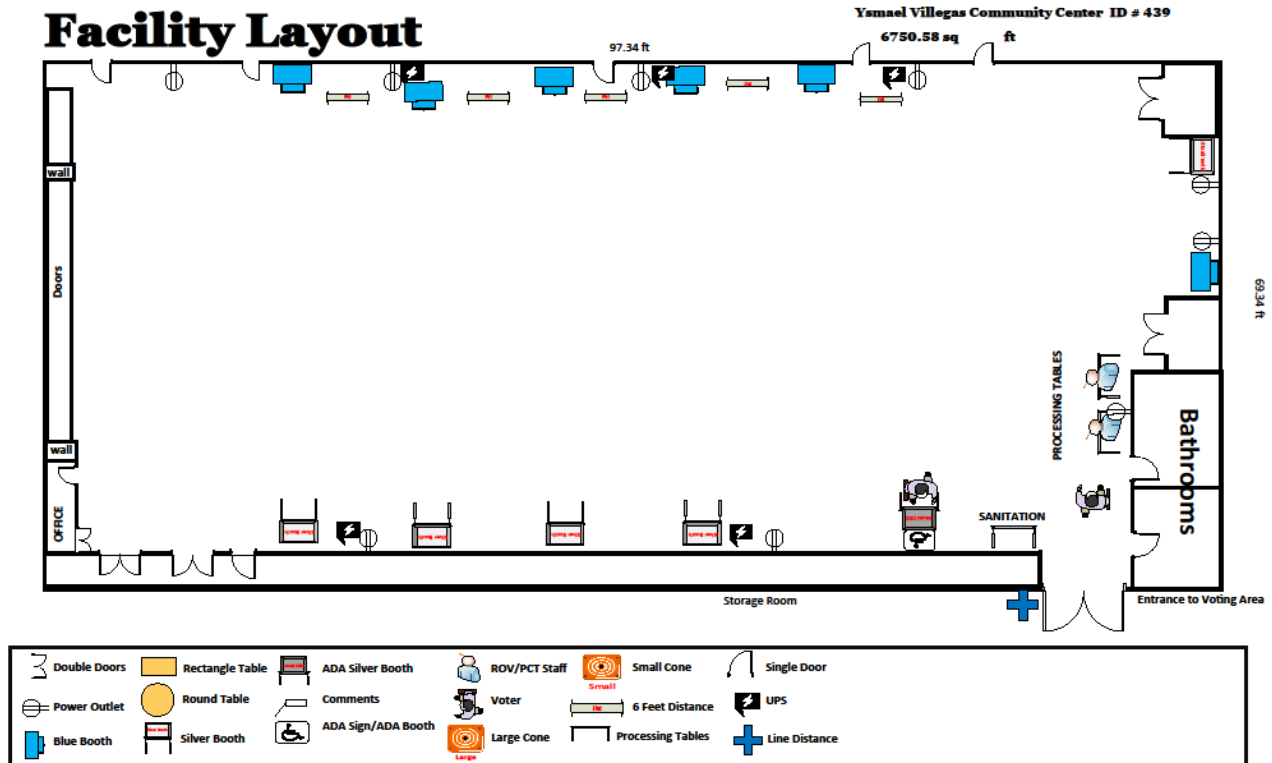 Facility Layout
Ysmael Villegas Community Center ID # 439
6750.58 sq ft
97.34 ft
69.34 ft
wall
Doors
wall
OFFICE
PROCESSING TABLES
Bathrooms
SANITATION
Storage Room
Entrance to Voting Area
Double Doors
Rectangle Table
ADA Silver Booth
ROV/PCT Staff
Small Cone
Small
Single Door
Power Outlet
Round Table
Comments
Voter
6 Feet Distance
UPS
Blue Booth
Silver Booth
ADA Sign/ADA Booth
Large Cone
Large
Processing Tables
Line Distance